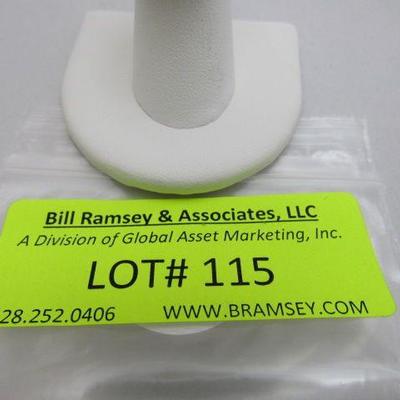 Bill Ramsey & Associates, LLC
A Division of Global Asset Marketing, Inc.
LOT# 115
28.252.0406 WWW.BRAMSEY.COM